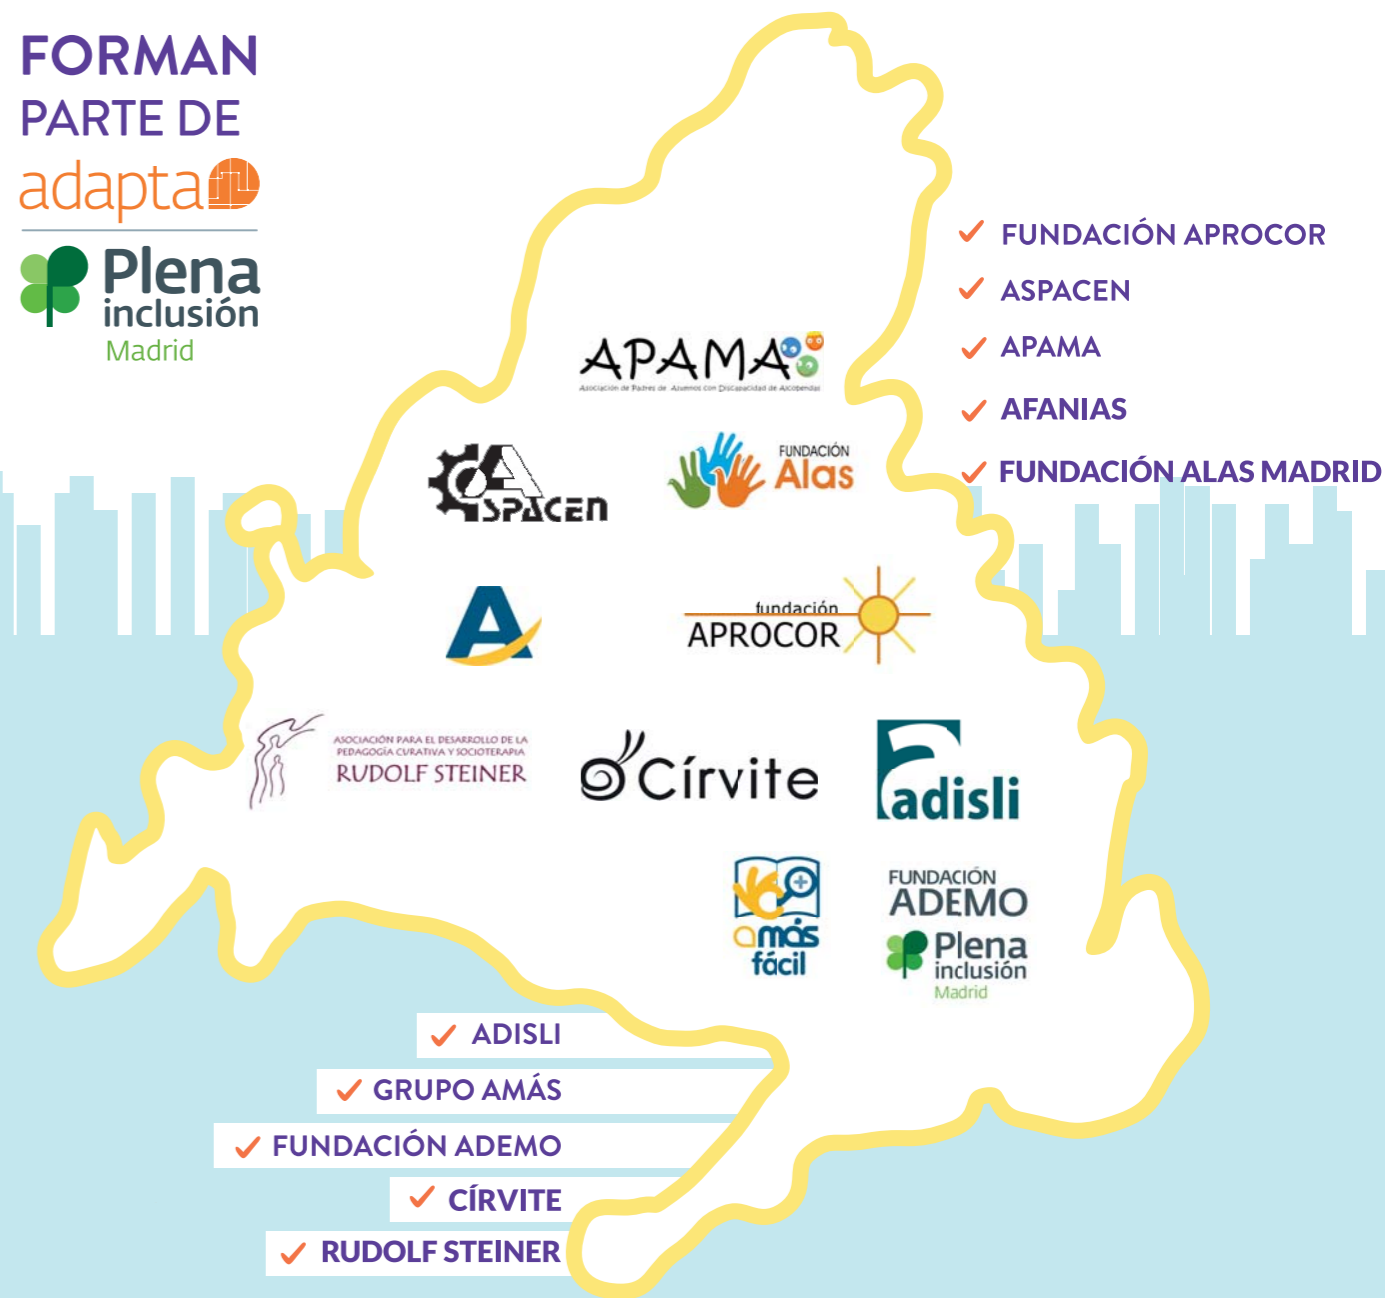 FORMAN
PARTE DE
adapta
Plena
inclusión
Madrid
FUNDACIÓN APROCOR
ASPACEN
APAMA
AFANIAS
FUNDACIÓN ALAS MADRID
APAMA
Asociación de Padres de Alumnos con Discapacidad de Alcobendas
ASPACEN
FUNDACIÓN
Alas
A
fundación
APROCOR
ASOCIACIÓN PARA EL DESARROLLO DE LA
PEDAGOGÍA CURATIVA Y SOCIOTERAPIA
RUDOLF STEINER
Círvite
adisli
amás
fácil
FUNDACIÓN
ADEMO
Plena
inclusión
Madrid
ADISLI
GRUPO AMÁS
FUNDACIÓN ADEMO
CÍRVITE
RUDOLF STEINER